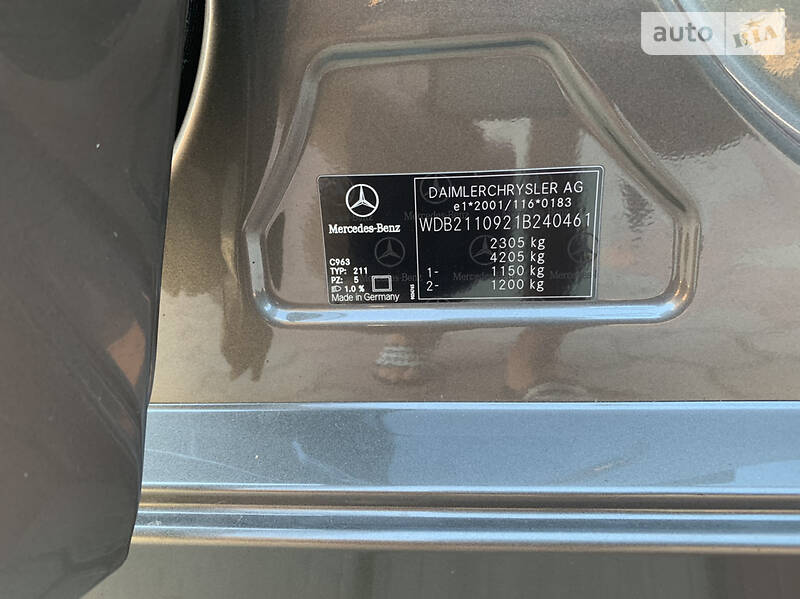 auto RIA
Mercedes-Benz
C963
TYP: 211
PZ: 5
1.0 %
Made in Germany
DAIMLERCHRYSLER AG
e1*2001/116*0183
WDB2110921B240461
2305 kg
4205 kg
1- 1150 kg
2- 1200 kg